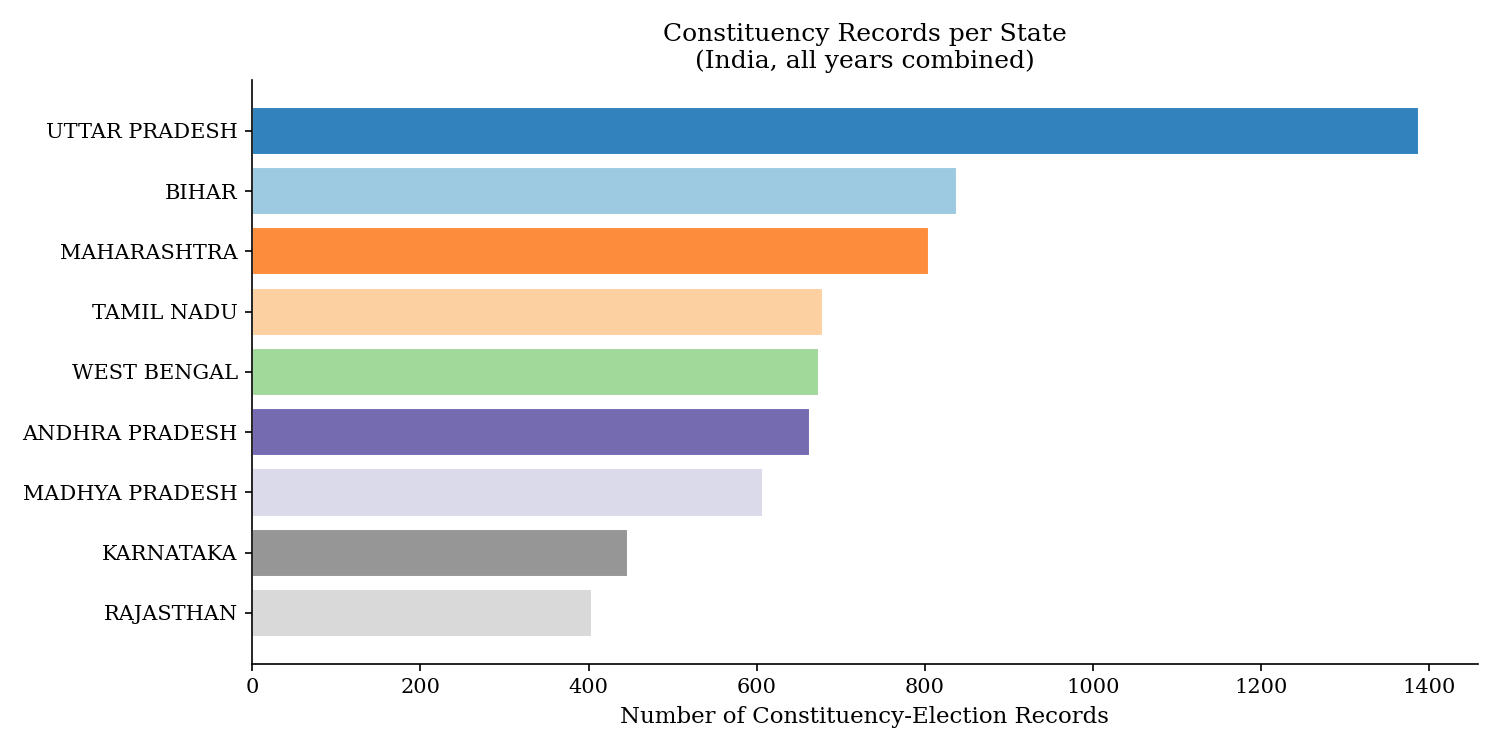 Constituency Records per State
(India, all years combined)
UTTAR PRADESH
BIHAR
MAHARASHTRA
TAMIL NADU
WEST BENGAL
ANDHRA PRADESH
MADHYA PRADESH
KARNATAKA
RAJASTHAN
0 200 400 600 800 1000 1200 1400
Number of Constituency-Election Records